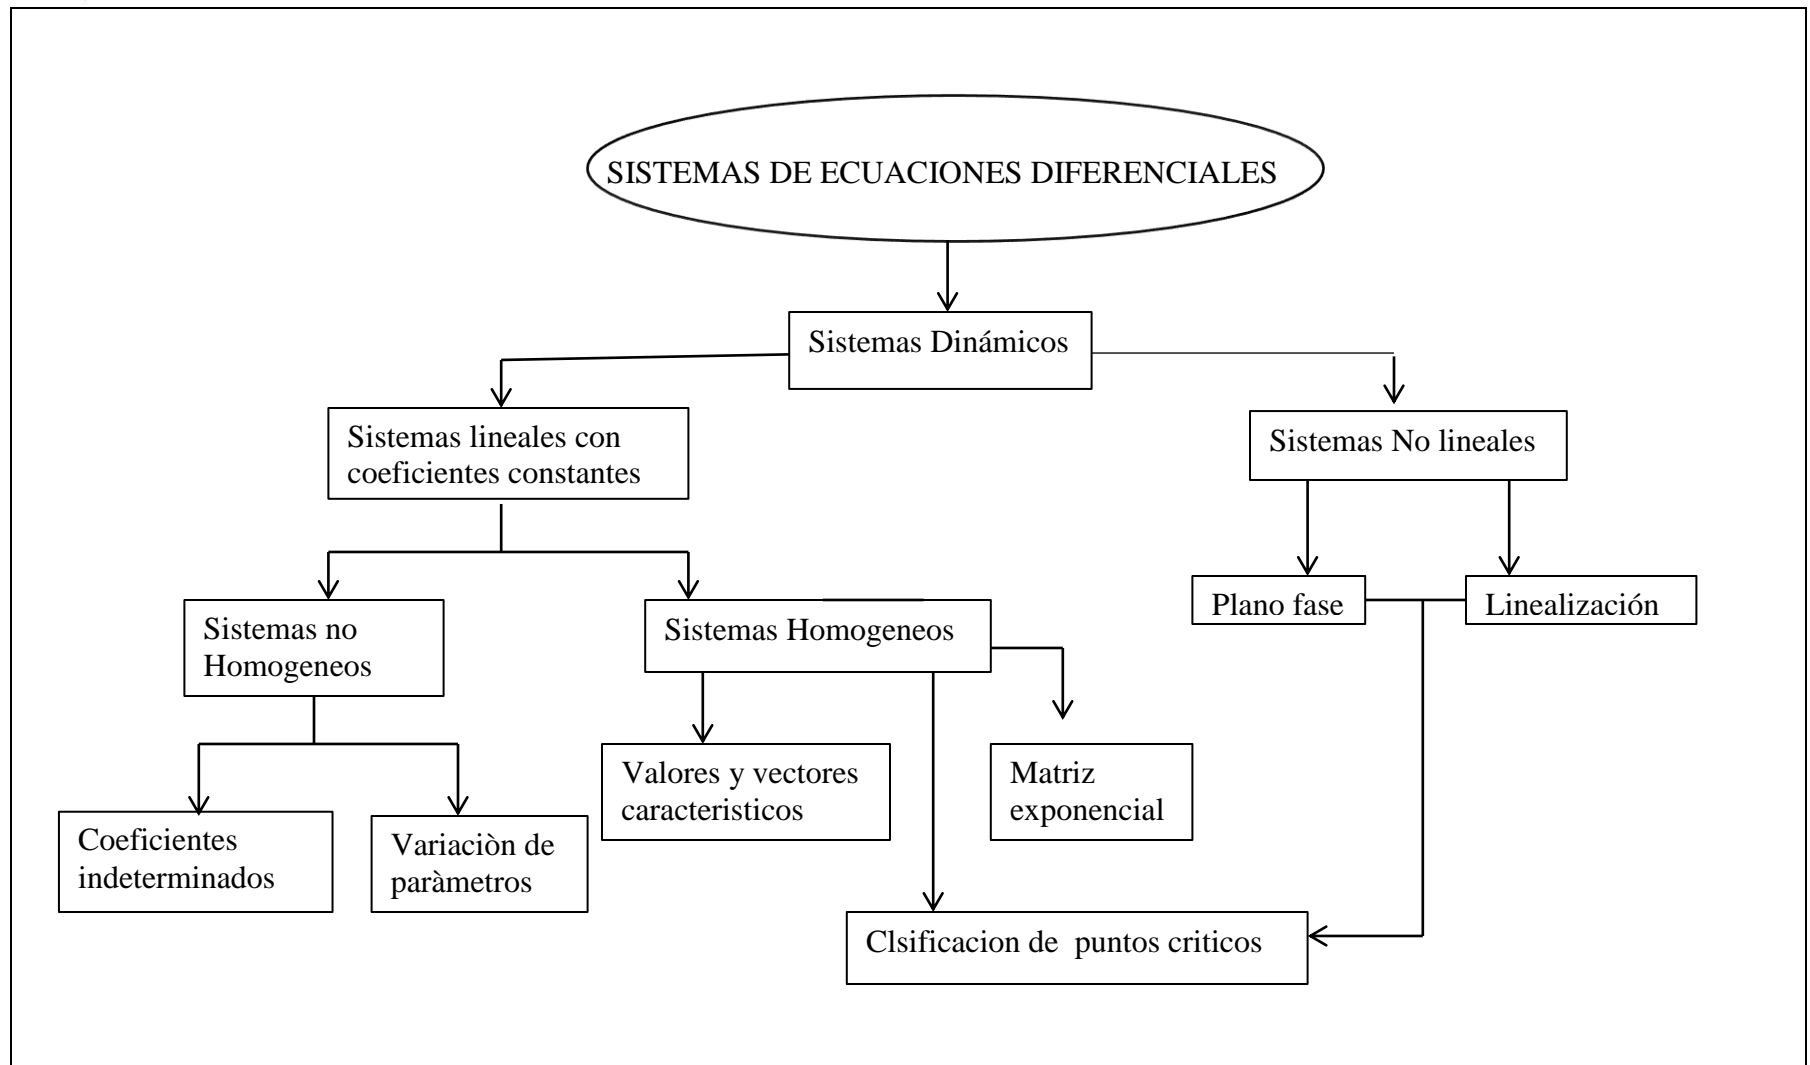 SISTEMAS DE ECUACIONES DIFERENCIALES
Sistemas Dinámicos
Sistemas lineales con
coeficientes constantes
Sistemas No lineales
Sistemas no
Homogeneos
Sistemas Homogeneos
Plano fase
Linealización
Valores y vectores
caracteristicos
Matriz
exponencial
Coeficientes
indeterminados
Variaciòn de
paràmetros
Clsificacion de  puntos criticos